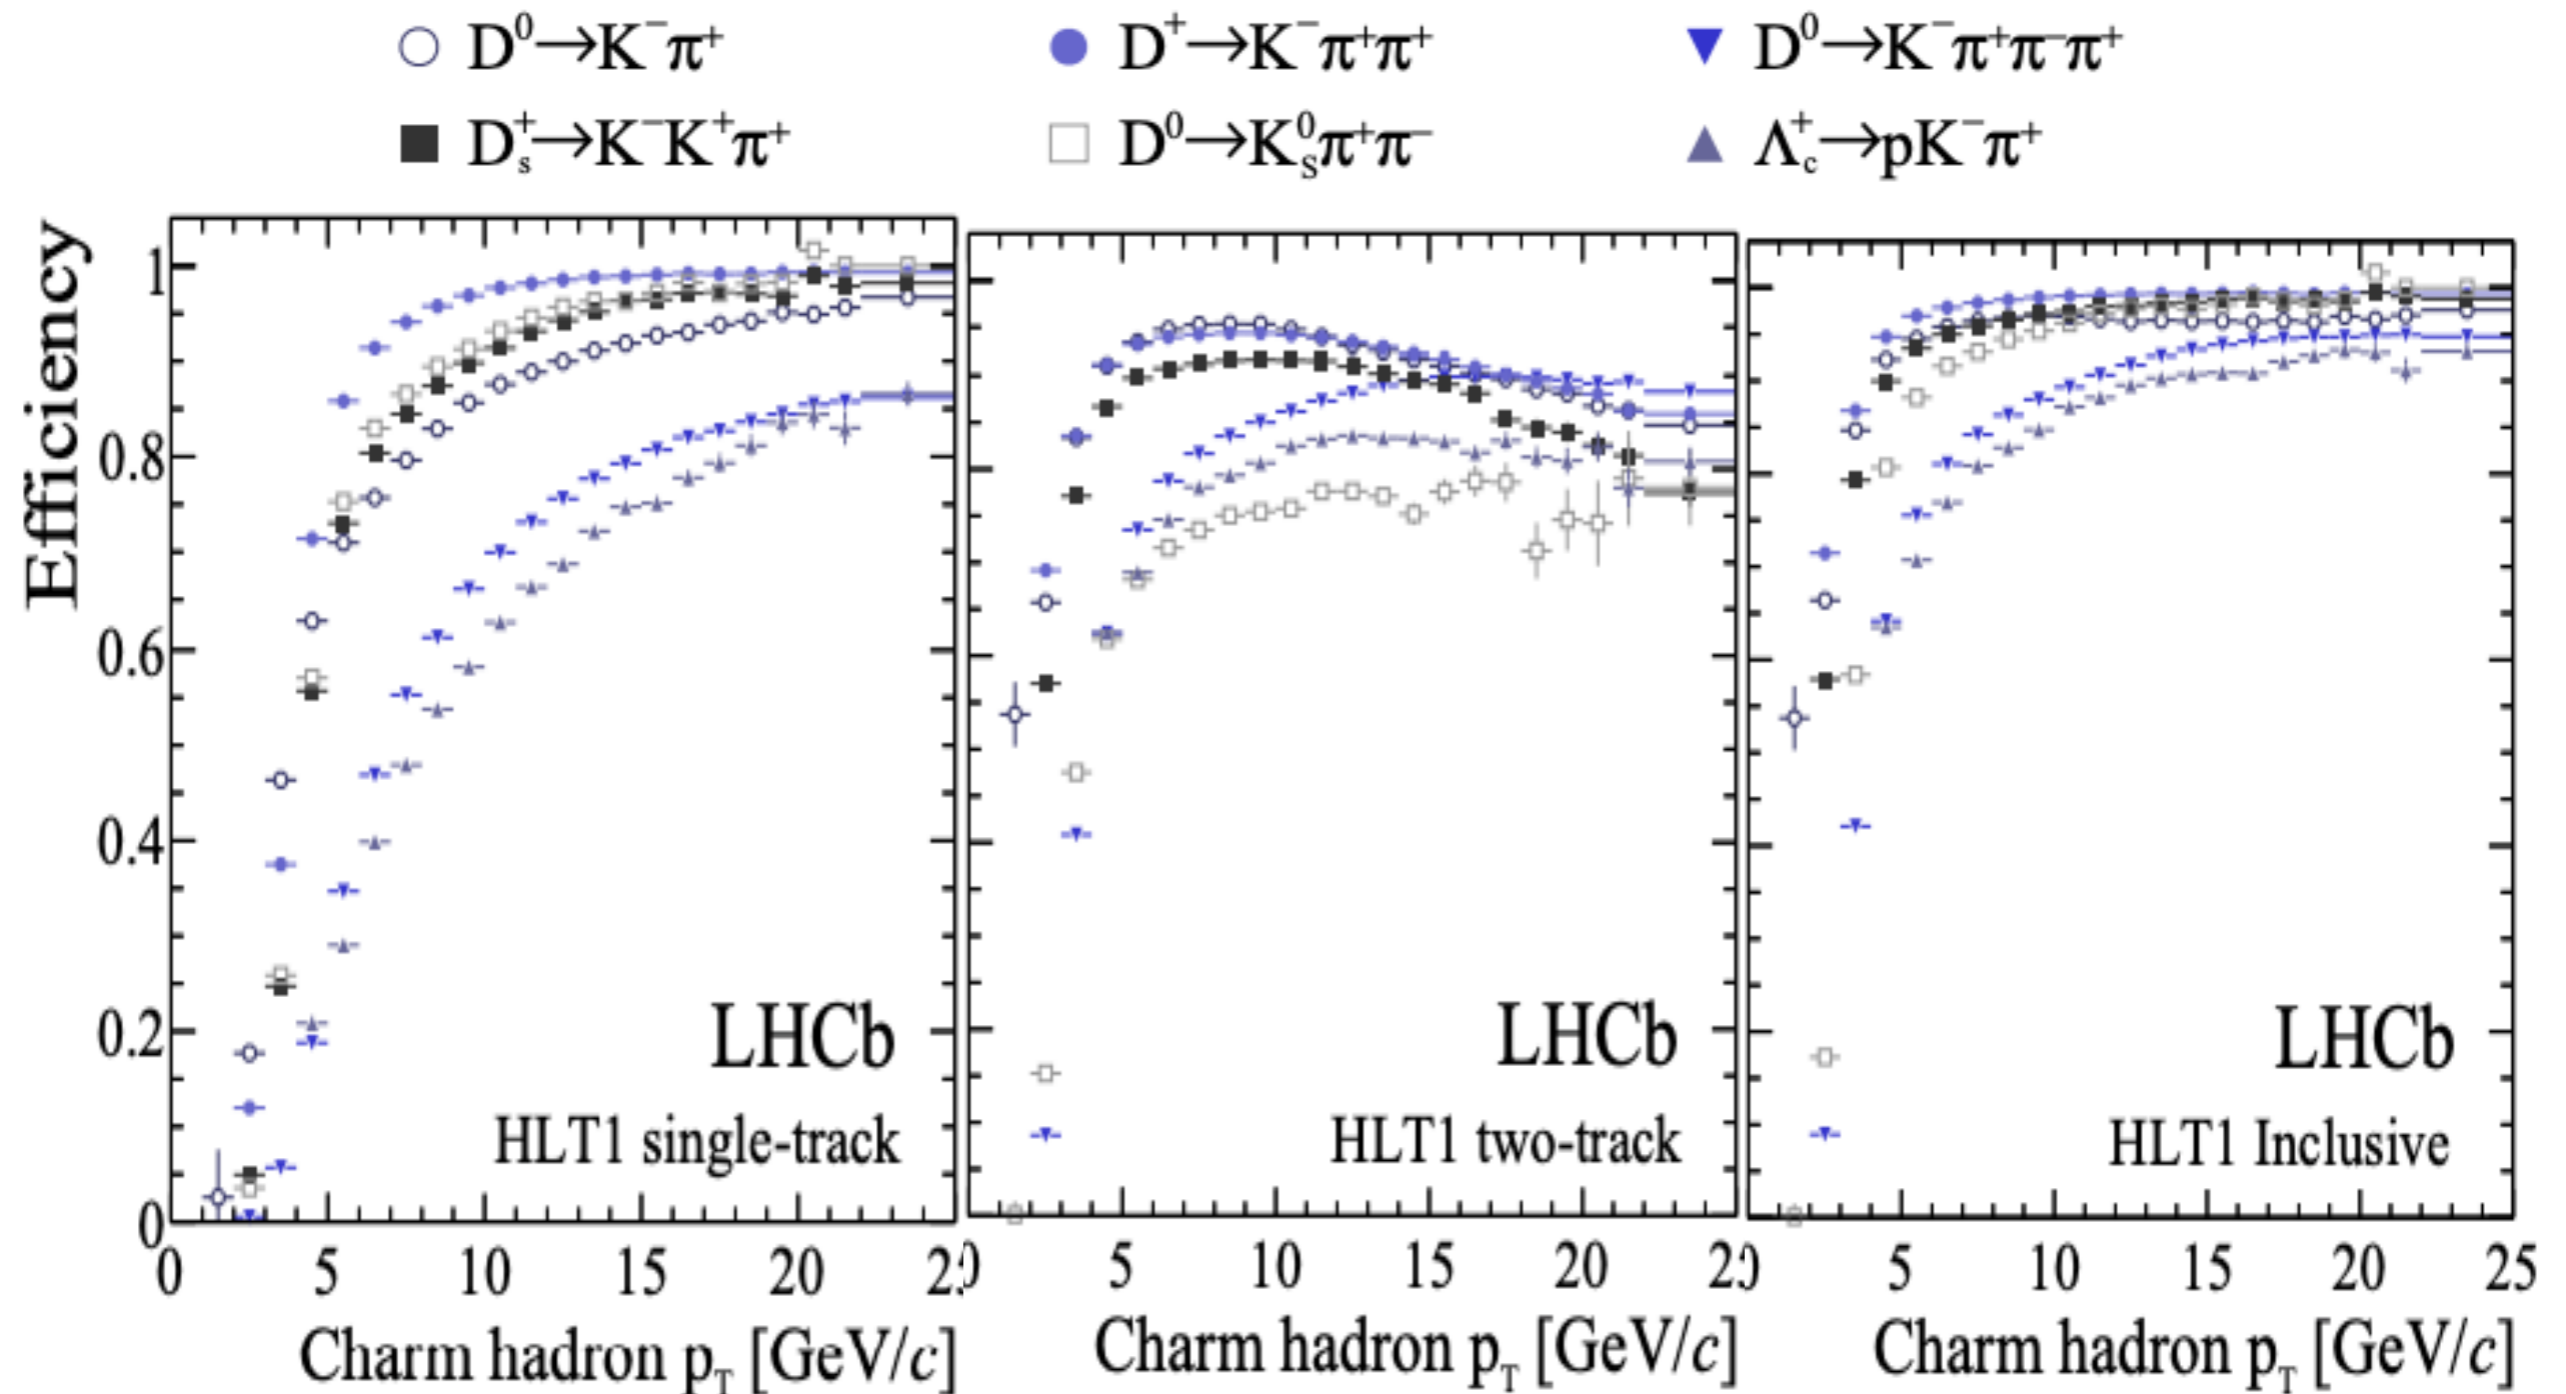 D⁰→K⁻π⁺ D⁺→K⁻π⁺π⁺ D⁰→K⁻π⁺π⁻π⁺
Dₛ⁺→K⁻K⁺π⁺ D⁰→K⁰ₛπ⁺π⁻ Λ_c⁺→pK⁻π⁺
Efficiency
1
0.8
0.6
0.4
0.2
0
LHCb
HLT1 single-track
0 5 10 15 20
Charm hadron p_T [GeV/c]
LHCb
HLT1 two-track
5 10 15 20
Charm hadron p_T [GeV/c]
LHCb
HLT1 Inclusive
5 10 15 20 25
Charm hadron p_T [GeV/c]